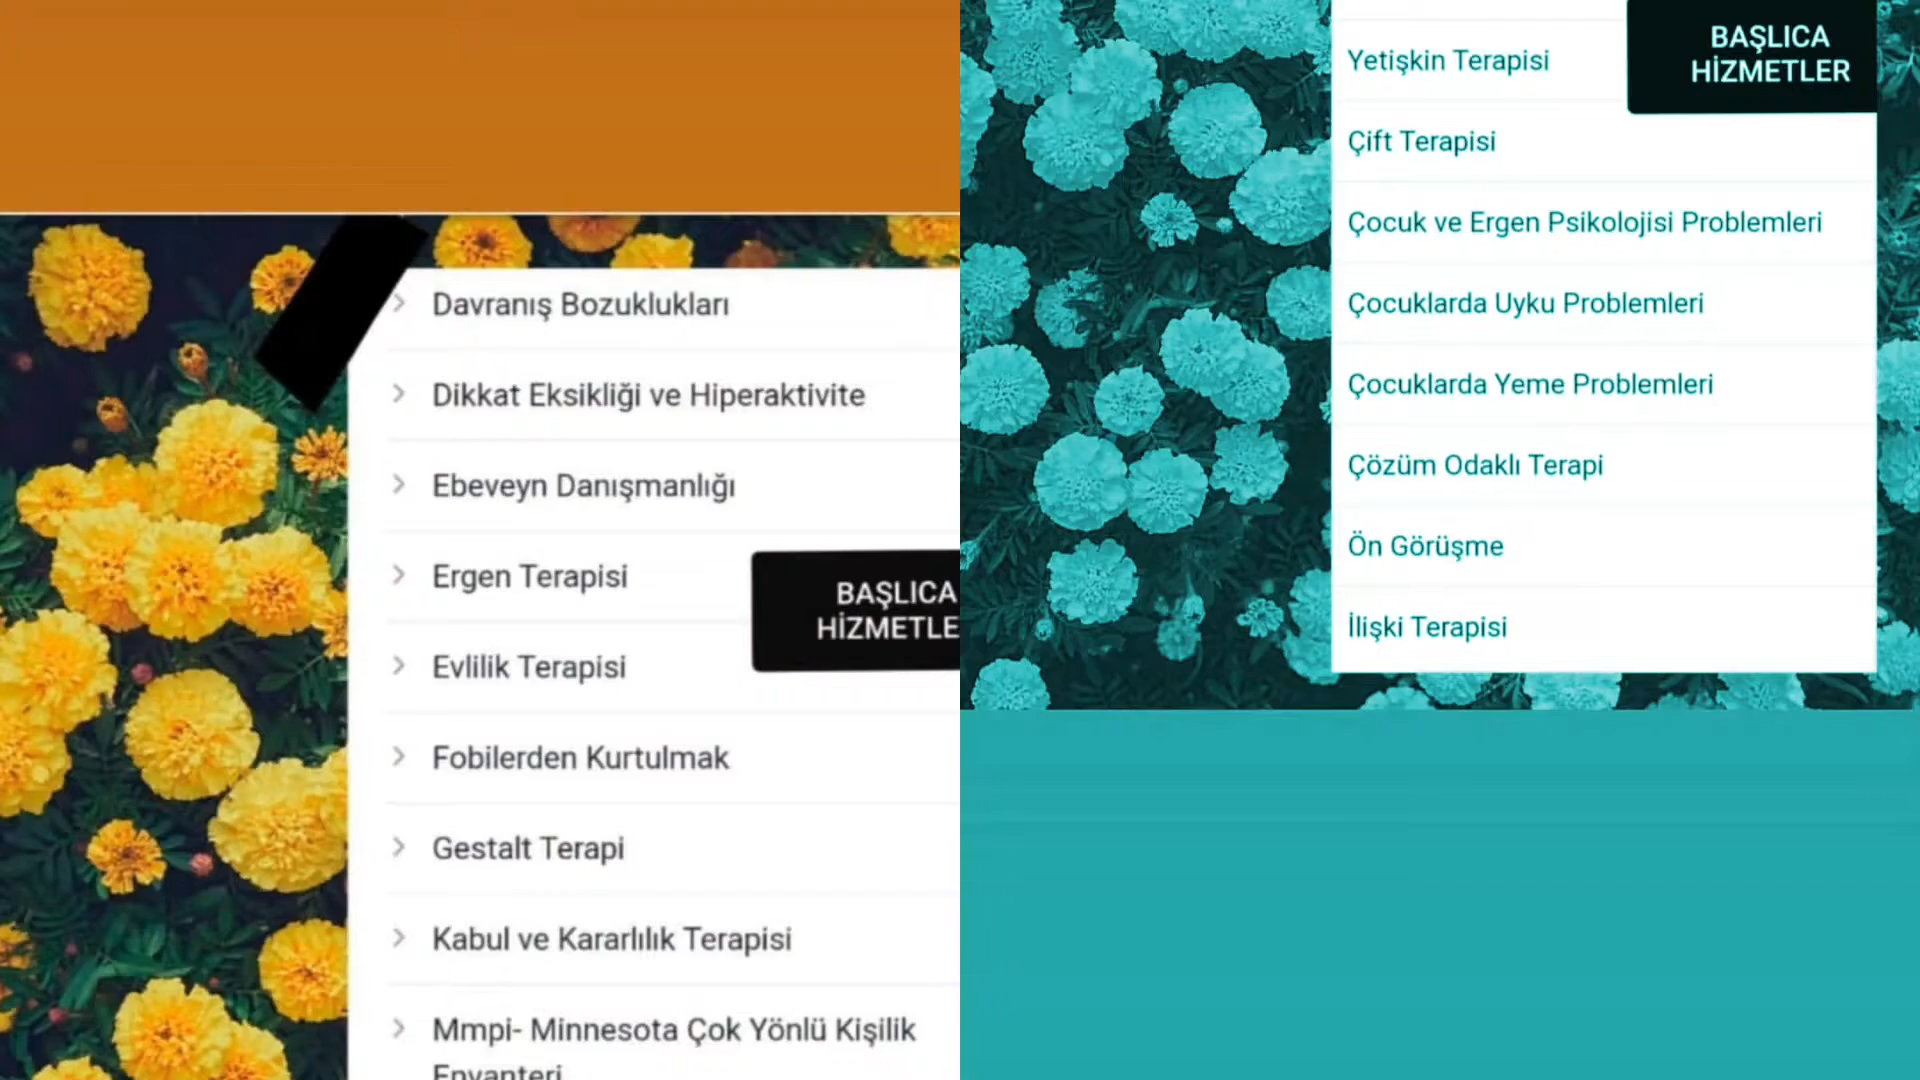 Davranış Bozuklukları
Dikkat Eksikliği ve Hiperaktivite
Ebeveyn Danışmanlığı
Ergen Terapisi
Evlilik Terapisi
Fobilerden Kurtulmak
Gestalt Terapi
Kabul ve Kararlılık Terapisi
Mmpi- Minnesota Çok Yönlü Kişilik
Envanteri
BAŞLICA
HİZMETLE
Yetişkin Terapisi
Çift Terapisi
Çocuk ve Ergen Psikolojisi Problemleri
Çocuklarda Uyku Problemleri
Çocuklarda Yeme Problemleri
Çözüm Odaklı Terapi
Ön Görüşme
İlişki Terapisi
BAŞLICA
HİZMETLER